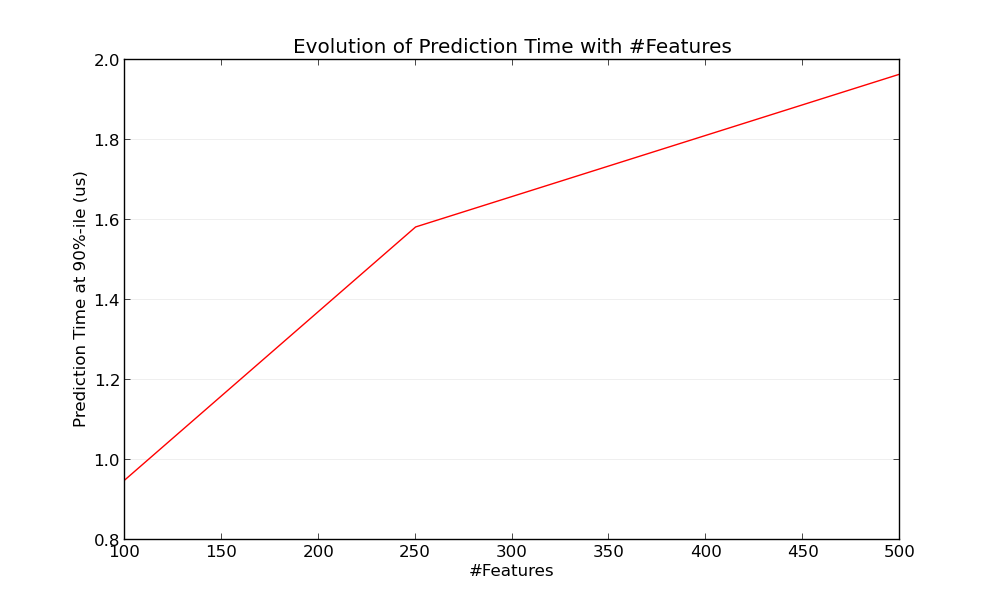 Evolution of Prediction Time with #Features
Prediction Time at 90%-ile (us)
2.0
1.8
1.6
1.4
1.2
1.0
0.8
100 150 200 250 300 350 400 450 500
#Features